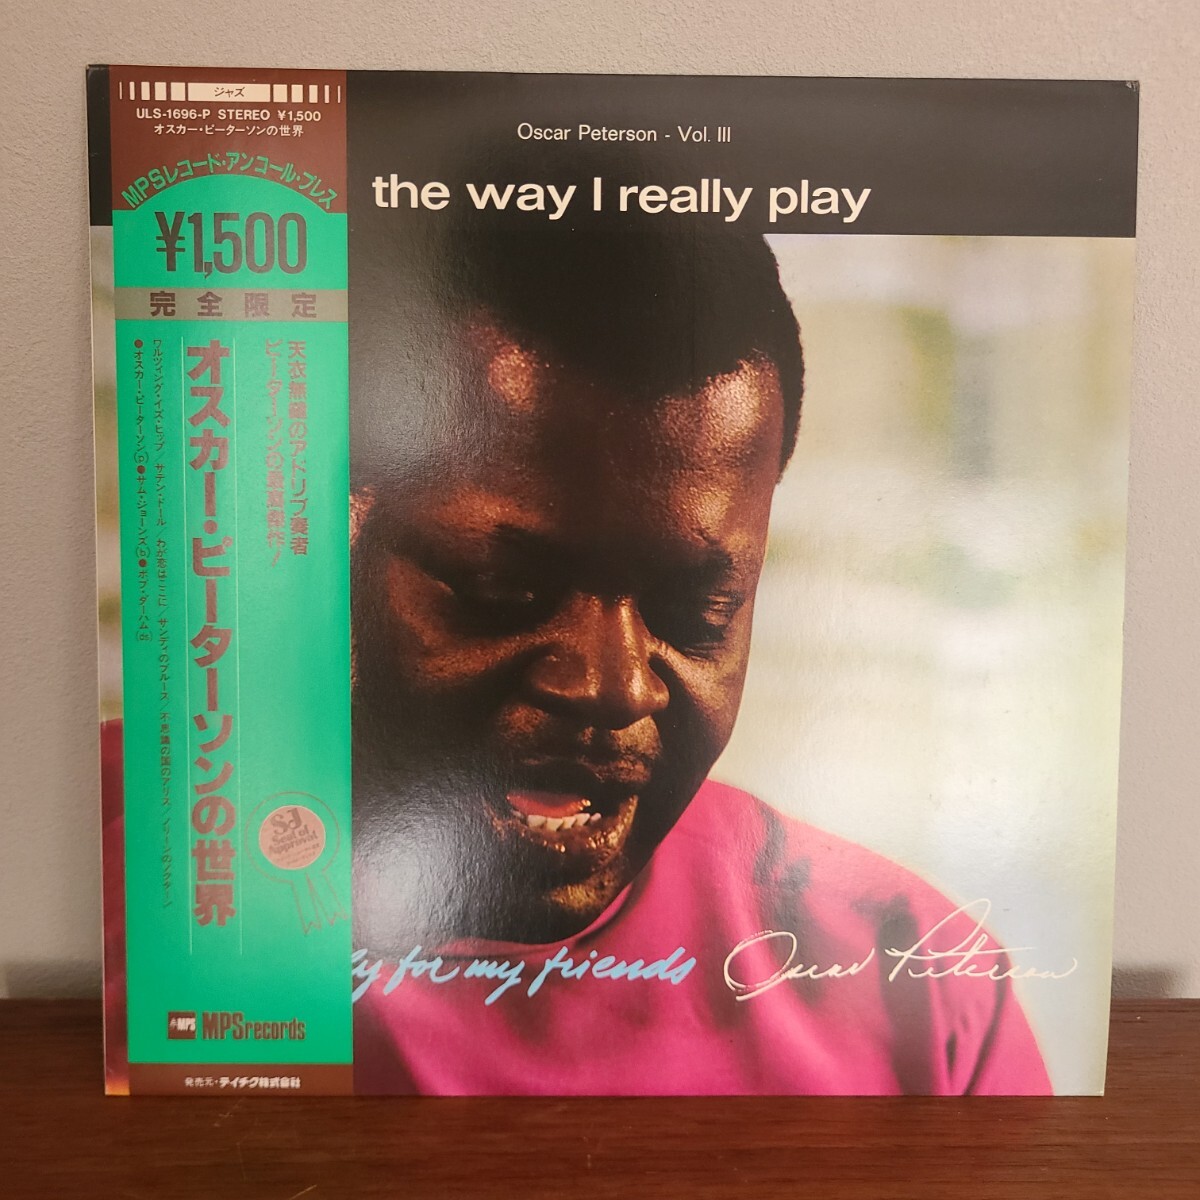 ジャズ
ULS-1696-P STEREO ¥1,500
オスカー・ピーターソンの世界
MPSレコード・アンコール・プレス
¥1,500
完全限定
天衣無縫のアドリブ奏者
ピーターソンの最高傑作!
オスカー・ピーターソンの世界
ワルツィング・イズ・ヒップ/サテン・ドール/わが恋はここに/サンディのブルース/不思議の国のアリス/ノリーンのノクターン
●オスカー・ピーターソン(p)●サム・ジョーンズ(b)●ボブ・ダーハム(ds)
SJ
Seal of
Approval
MPS MPSrecords
発売元・テイチク株式会社
Oscar Peterson - Vol. III
the way I really play
ly for my friends Oscar Peterson